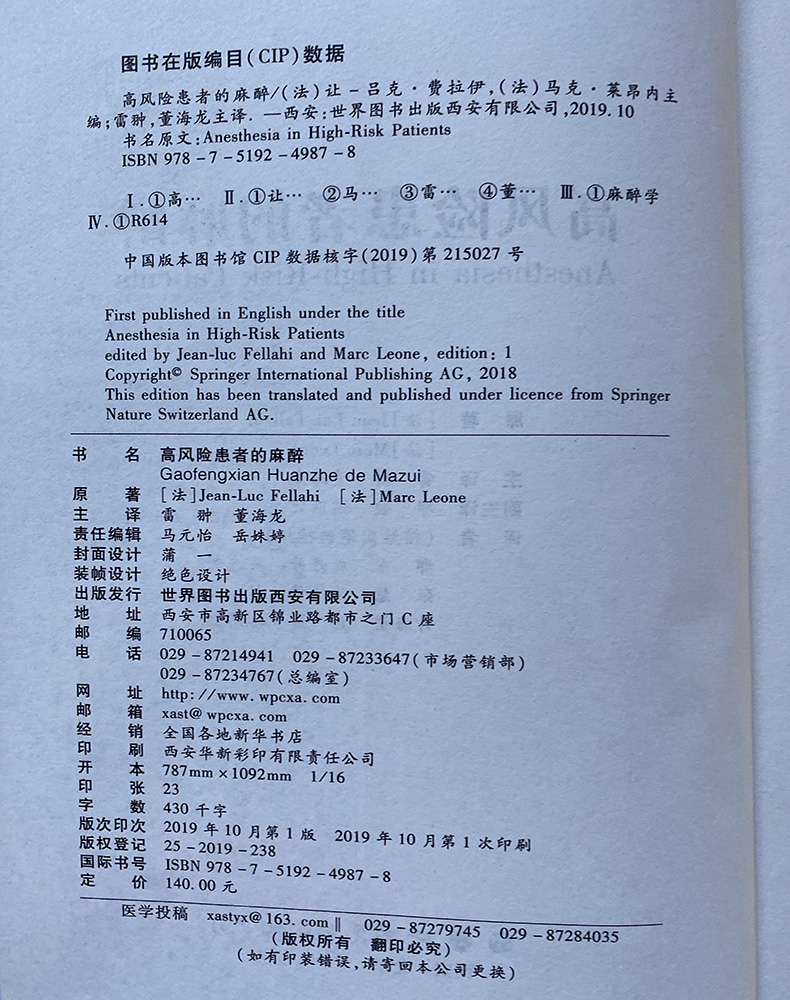 图书在版编目(CIP)数据
高风险患者的麻醉/(法)让-吕克·费拉伊,(法)马克·莱昂内主
编;雷翀,董海龙主译.—西安:世界图书出版西安有限公司,2019.10
书名原文:Anesthesia in High-Risk Patients
ISBN 978-7-5192-4987-8
Ⅰ.①高… Ⅱ.①让… ②马… ③雷… ④董… Ⅲ.①麻醉学
Ⅳ.①R614
中国版本图书馆CIP数据核字(2019)第215027号
First published in English under the title
Anesthesia in High-Risk Patients
edited by Jean-luc Fellahi and Marc Leone, edition: 1
Copyright© Springer International Publishing AG, 2018
This edition has been translated and published under licence from Springer
Nature Switzerland AG.
书 名 高风险患者的麻醉
Gaofengxian Huanzhe de Mazui
原 著 [法]Jean-Luc Fellahi [法]Marc Leone
主 译 雷 翀 董海龙
责任编辑 马元怡 岳姝婷
封面设计 蒲 一
装帧设计 绝色设计
出版发行 世界图书出版西安有限公司
地 址 西安市高新区锦业路都市之门C座
邮 编 710065
电 话 029-87214941 029-87233647(市场营销部)
029-87234767(总编室)
网 址 http://www.wpcxa.com
邮 箱 xast@wpcxa.com
经 销 全国各地新华书店
印 刷 西安华新彩印有限责任公司
开 本 787mm×1092mm 1/16
印 张 23
字 数 430千字
版次印次 2019年10月第1版 2019年10月第1次印刷
版权登记 25-2019-238
国际书号 ISBN 978-7-5192-4987-8
定 价 140.00元
医学投稿 xastyx@163.com‖ 029-87279745 029-87284035
(版权所有 翻印必究)
(如有印装错误,请寄回本公司更换)